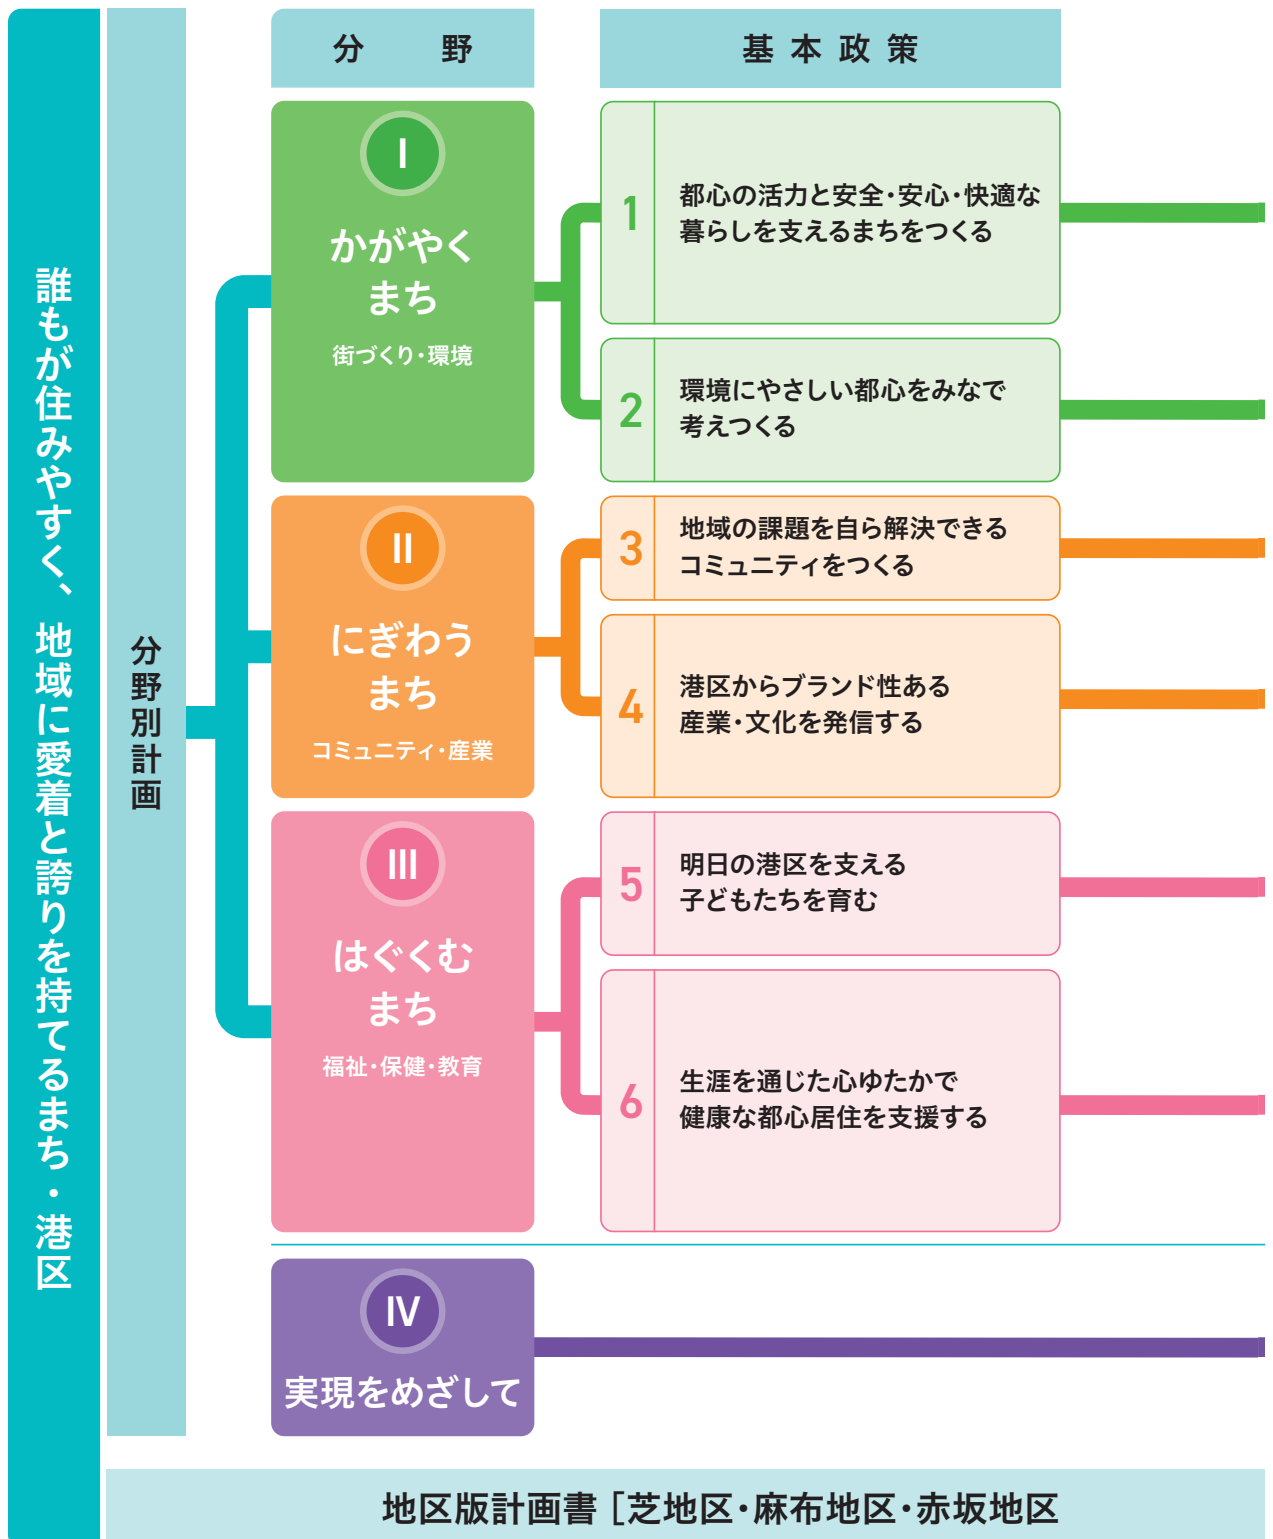 誰もが住みやすく、地域に愛着と誇りを持てるまち・港区
分野別計画
分野
基本政策
I
かがやく
まち
街づくり・環境
1
都心の活力と安全・安心・快適な
暮らしを支えるまちをつくる
2
環境にやさしい都心をみなで
考えつくる
II
にぎわう
まち
コミュニティ・産業
3
地域の課題を自ら解決できる
コミュニティをつくる
4
港区からブランド性ある
産業・文化を発信する
III
はぐくむ
まち
福祉・保健・教育
5
明日の港区を支える
子どもたちを育む
6
生涯を通じた心ゆたかで
健康な都心居住を支援する
IV
実現をめざして
地区版計画書［芝地区・麻布地区・赤坂地区